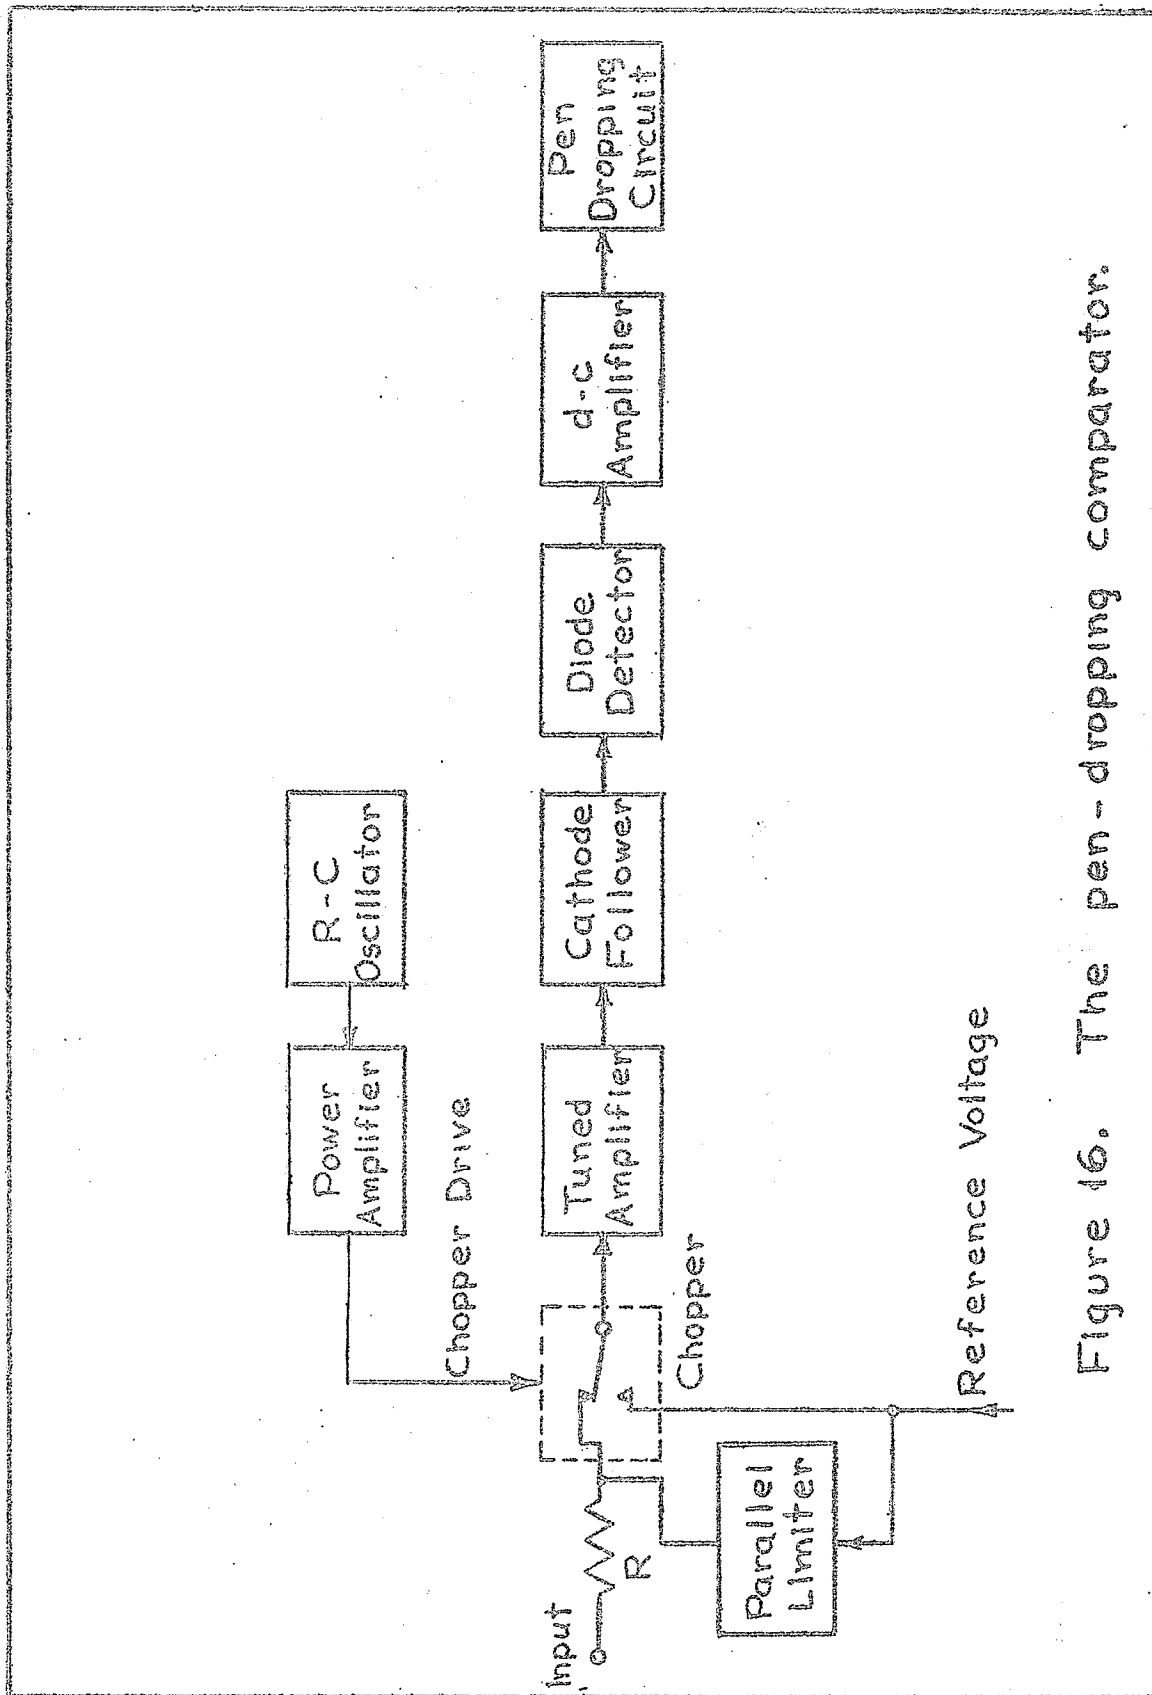 R-C
Oscillator
Power
Amplifier
Chopper Drive
Input
R
Chopper
Tuned
Amplifier
Cathode
Follower
Diode
Detector
d-c
Amplifier
Pen
Dropping
Circuit
Parallel
Limiter
Reference Voltage
Figure 16. The pen-dropping comparator.